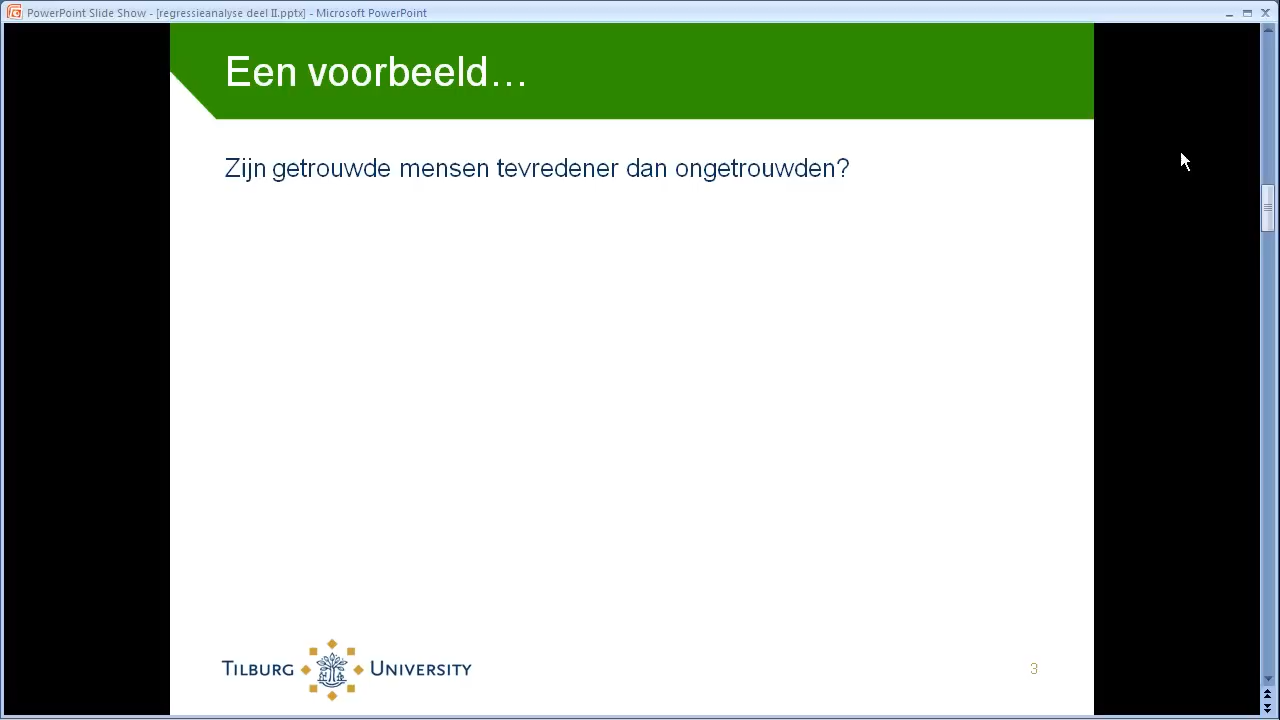 PowerPoint Slide Show - [regressieanalyse deel II.pptx] - Microsoft PowerPoint
Een voorbeeld...
Zijn getrouwde mensen tevredener dan ongetrouwden?
TILBURG UNIVERSITY
3